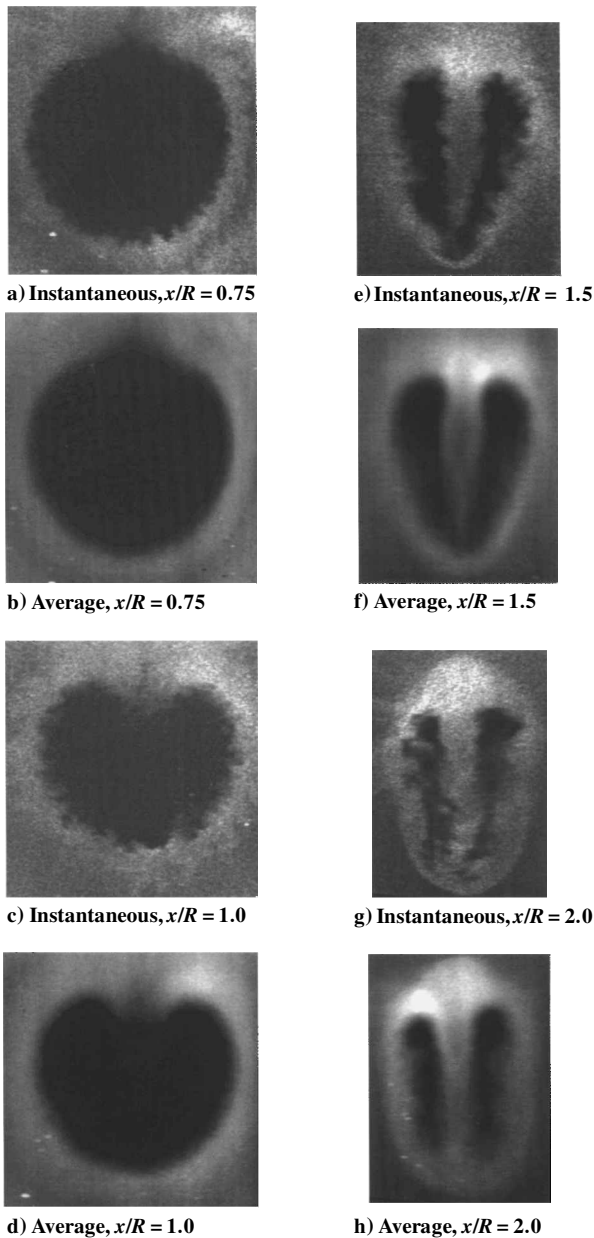 a) Instantaneous, x/R = 0.75
b) Average, x/R = 0.75
c) Instantaneous, x/R = 1.0
d) Average, x/R = 1.0
e) Instantaneous, x/R = 1.5
f) Average, x/R = 1.5
g) Instantaneous, x/R = 2.0
h) Average, x/R = 2.0